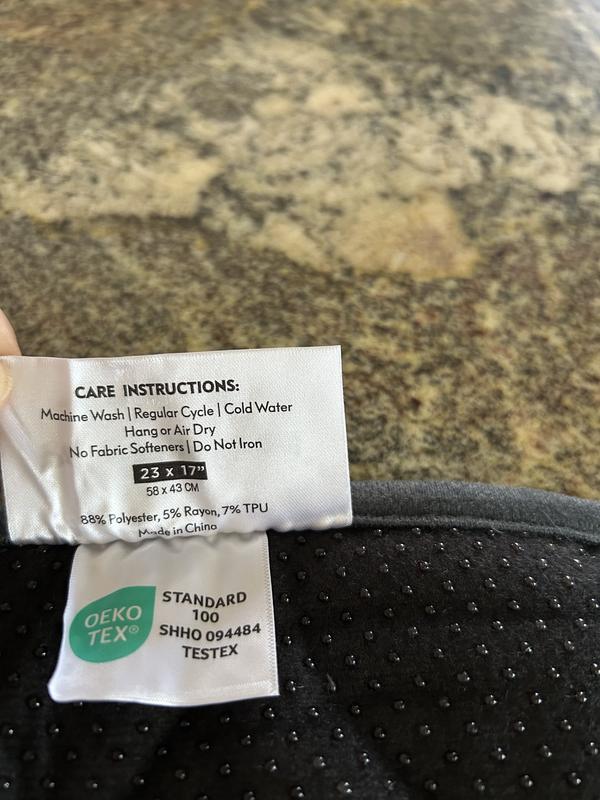 CARE INSTRUCTIONS:
Machine Wash | Regular Cycle | Cold Water
Hang or Air Dry
No Fabric Softeners | Do Not Iron
23 x 17"
58 x 43 CM
88% Polyester, 5% Rayon, 7% TPU
Made in China
OEKO
TEX®
STANDARD
100
SHHO 094484
TESTEX